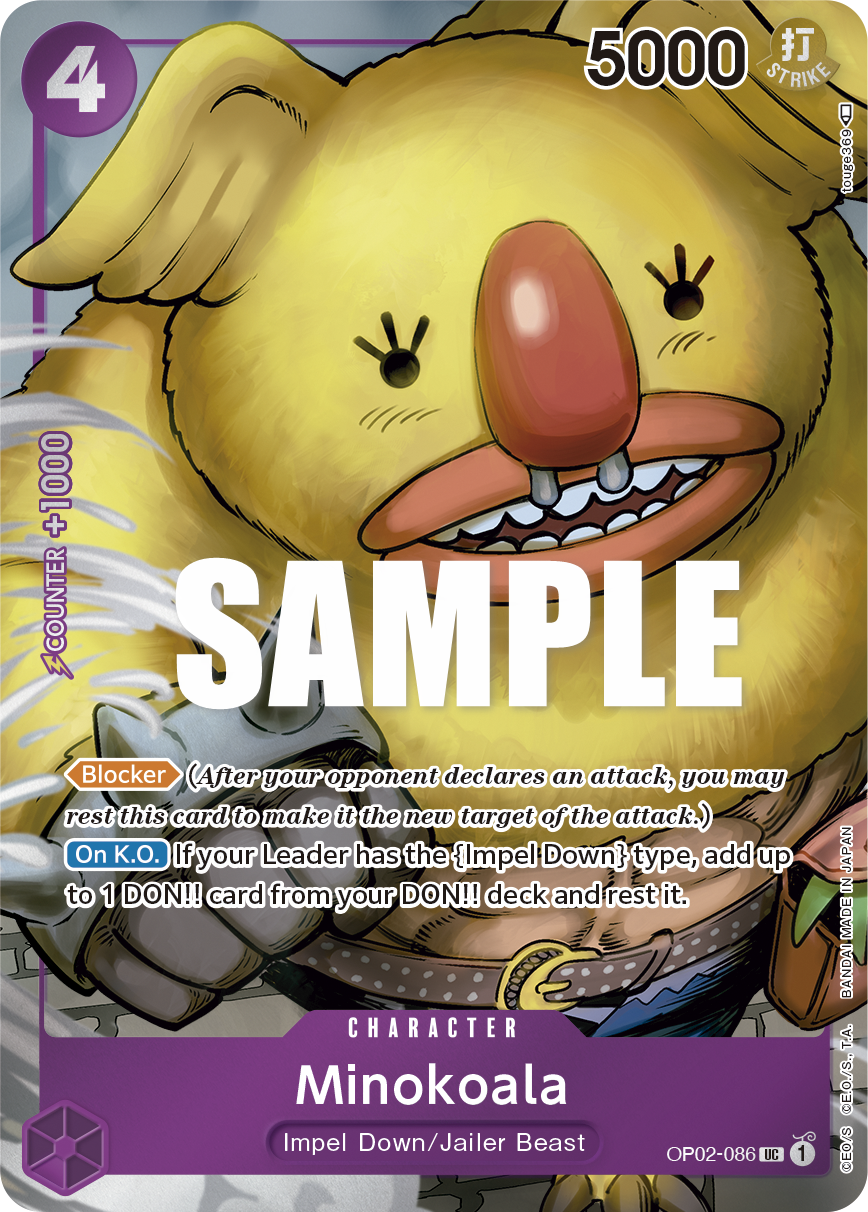 4
5000
打
STRIKE
touge369
COUNTER +1000
SAMPLE
Blocker (After your opponent declares an attack, you may
rest this card to make it the new target of the attack.)
On K.O. If your Leader has the {Impel Down} type, add up
to 1 DON!! card from your DON!! deck and rest it.
CHARACTER
Minokoala
Impel Down/Jailer Beast
OP02-086 UC 1
©EO/S ©E.O./S., T.A. BANDAI MADE IN JAPAN